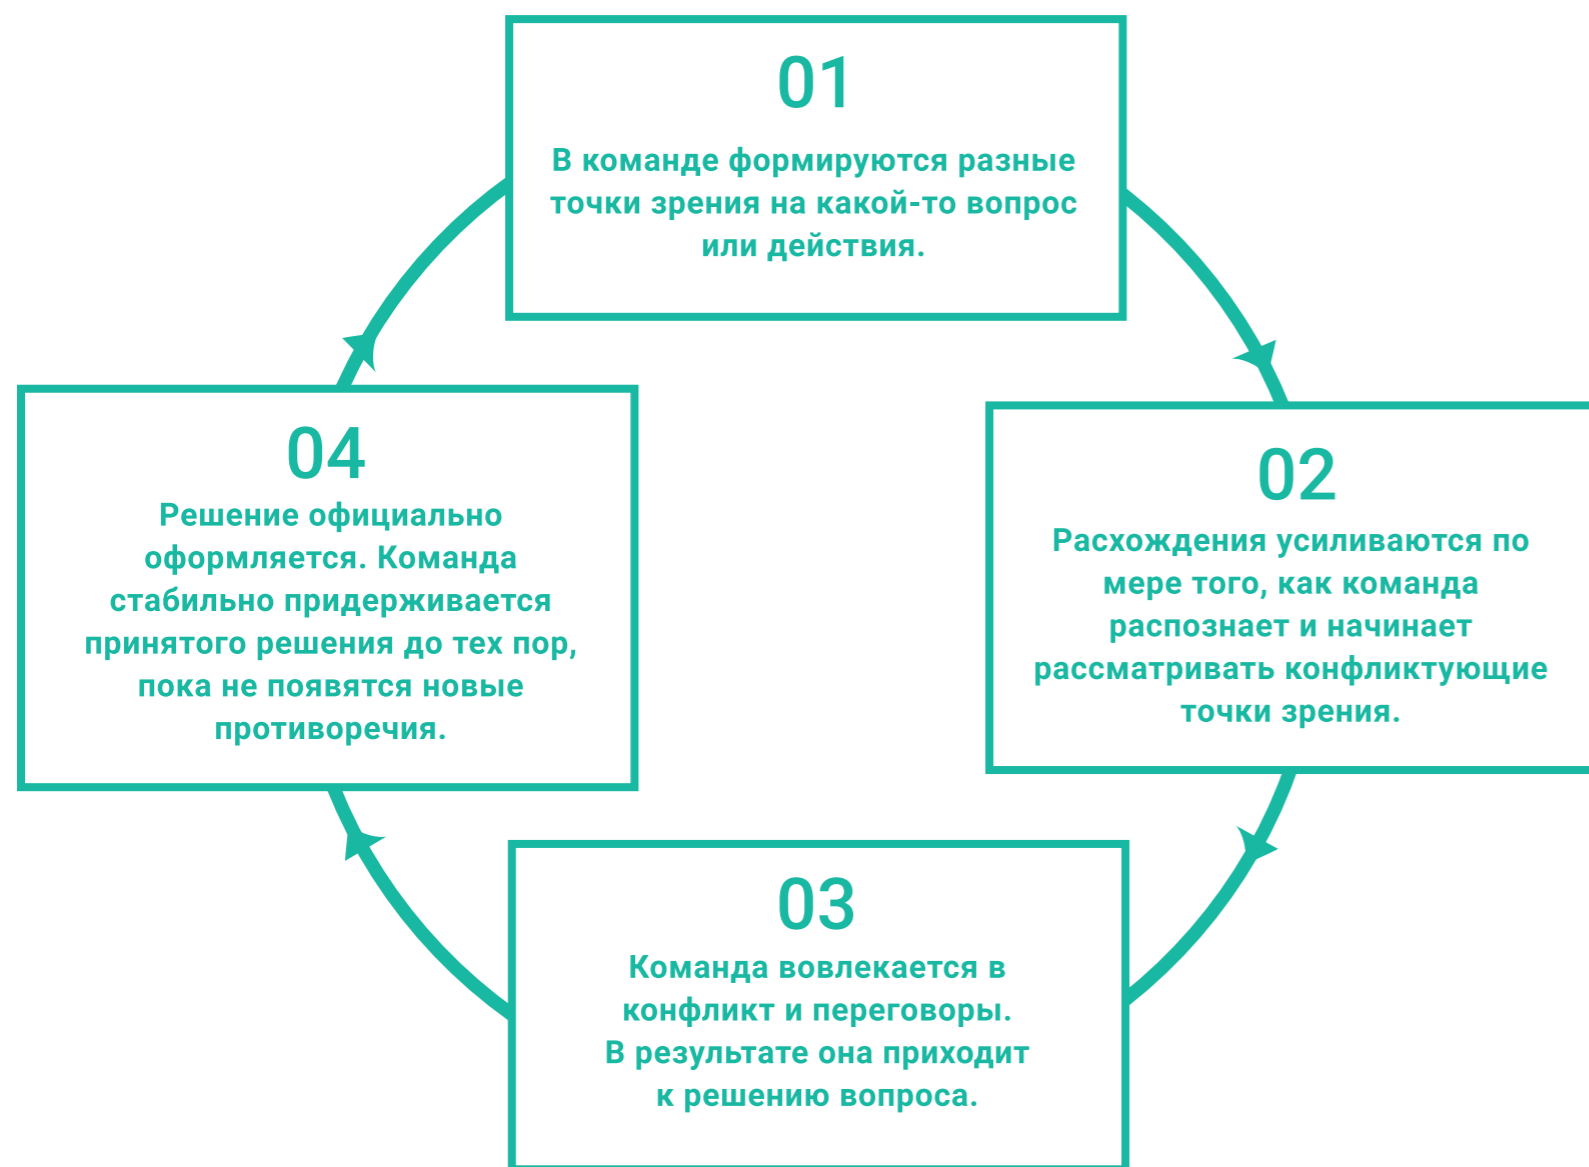 01
В команде формируются разные
точки зрения на какой-то вопрос
или действия.
02
Расхождения усиливаются по
мере того, как команда
распознает и начинает
рассматривать конфликтующие
точки зрения.
03
Команда вовлекается в
конфликт и переговоры.
В результате она приходит
к решению вопроса.
04
Решение официально
оформляется. Команда
стабильно придерживается
принятого решения до тех пор,
пока не появятся новые
противоречия.